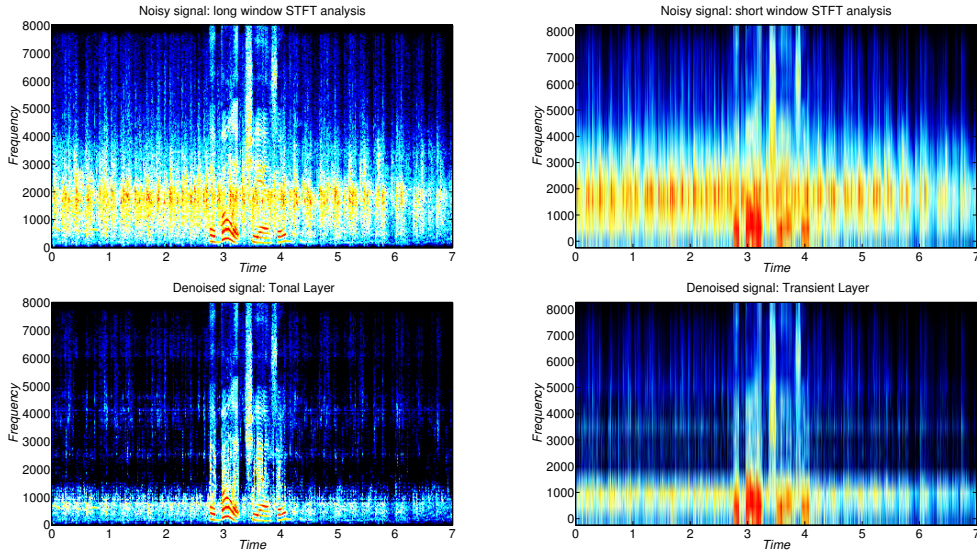 Noisy signal: long window STFT analysis
8000
7000
6000
5000
4000
3000
2000
1000
0
Frequency
0 1 2 3 4 5 6 7
Time
Noisy signal: short window STFT analysis
8000
7000
6000
5000
4000
3000
2000
1000
0
Frequency
0 1 2 3 4 5 6 7
Time
Denoised signal: Tonal Layer
8000
7000
6000
5000
4000
3000
2000
1000
0
Frequency
0 1 2 3 4 5 6 7
Time
Denoised signal: Transient Layer
8000
7000
6000
5000
4000
3000
2000
1000
0
Frequency
0 1 2 3 4 5 6 7
Time